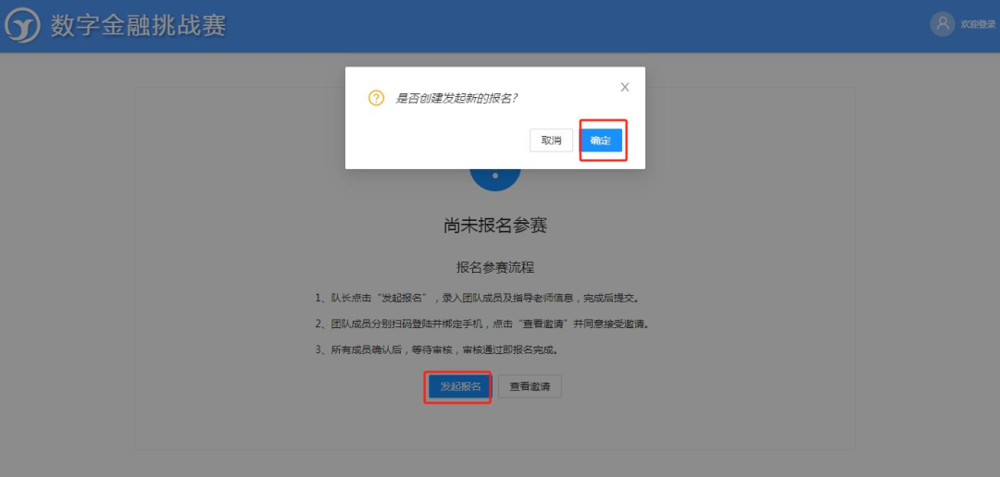 数字金融挑战赛
欢迎登录
是否创建发起新的报名?
取消
确定
尚未报名参赛
报名参赛流程
1、队长点击“发起报名”，录入团队成员及指导老师信息，完成后提交。
2、团队成员分别扫码登陆并绑定手机，点击“查看邀请”并同意接受邀请。
3、所有成员确认后，等待审核，审核通过即报名完成。
发起报名
查看邀请